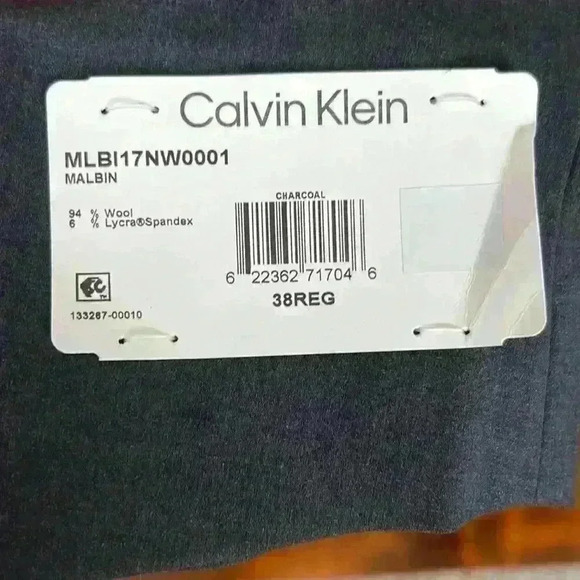 Calvin Klein
MLBI17NW0001
MALBIN
94 % Wool
6 % Lycra®Spandex
CHARCOAL
6 22362 71704 6
38REG
133267-00010